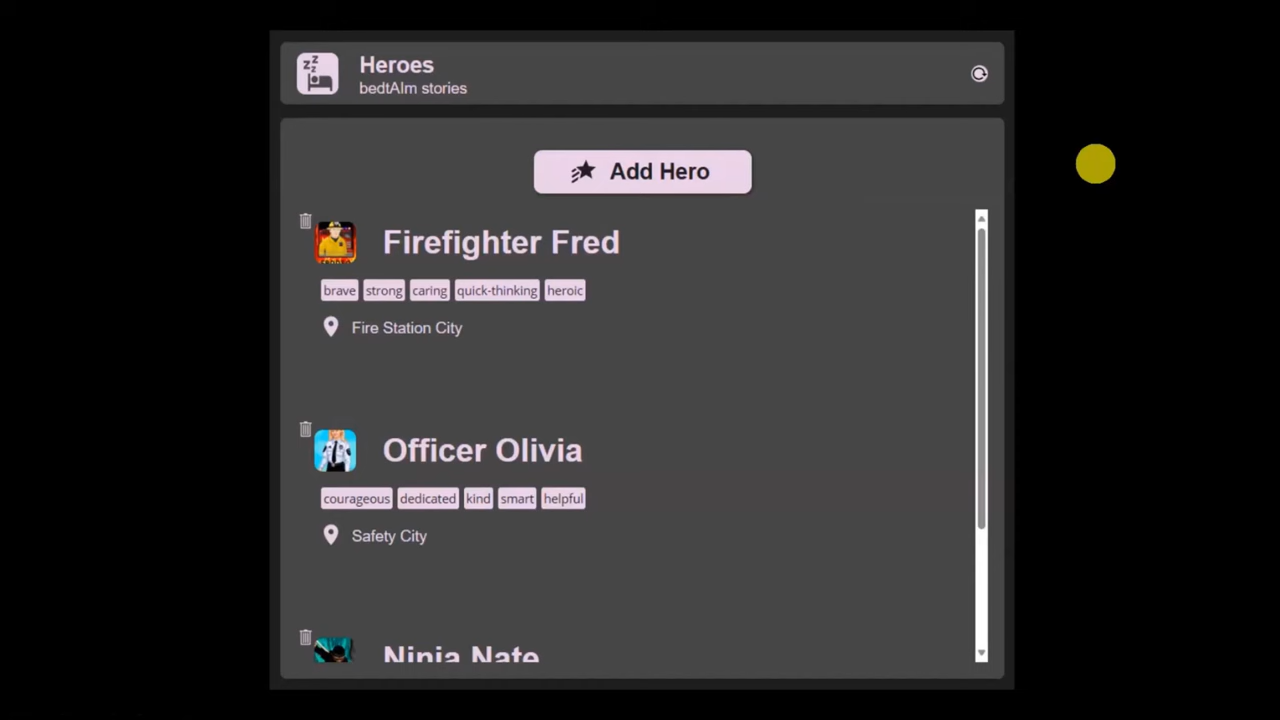 Heroes
bedtAIm stories
Add Hero
Firefighter Fred
brave strong caring quick-thinking heroic
Fire Station City
Officer Olivia
courageous dedicated kind smart helpful
Safety City
Ninja Nate